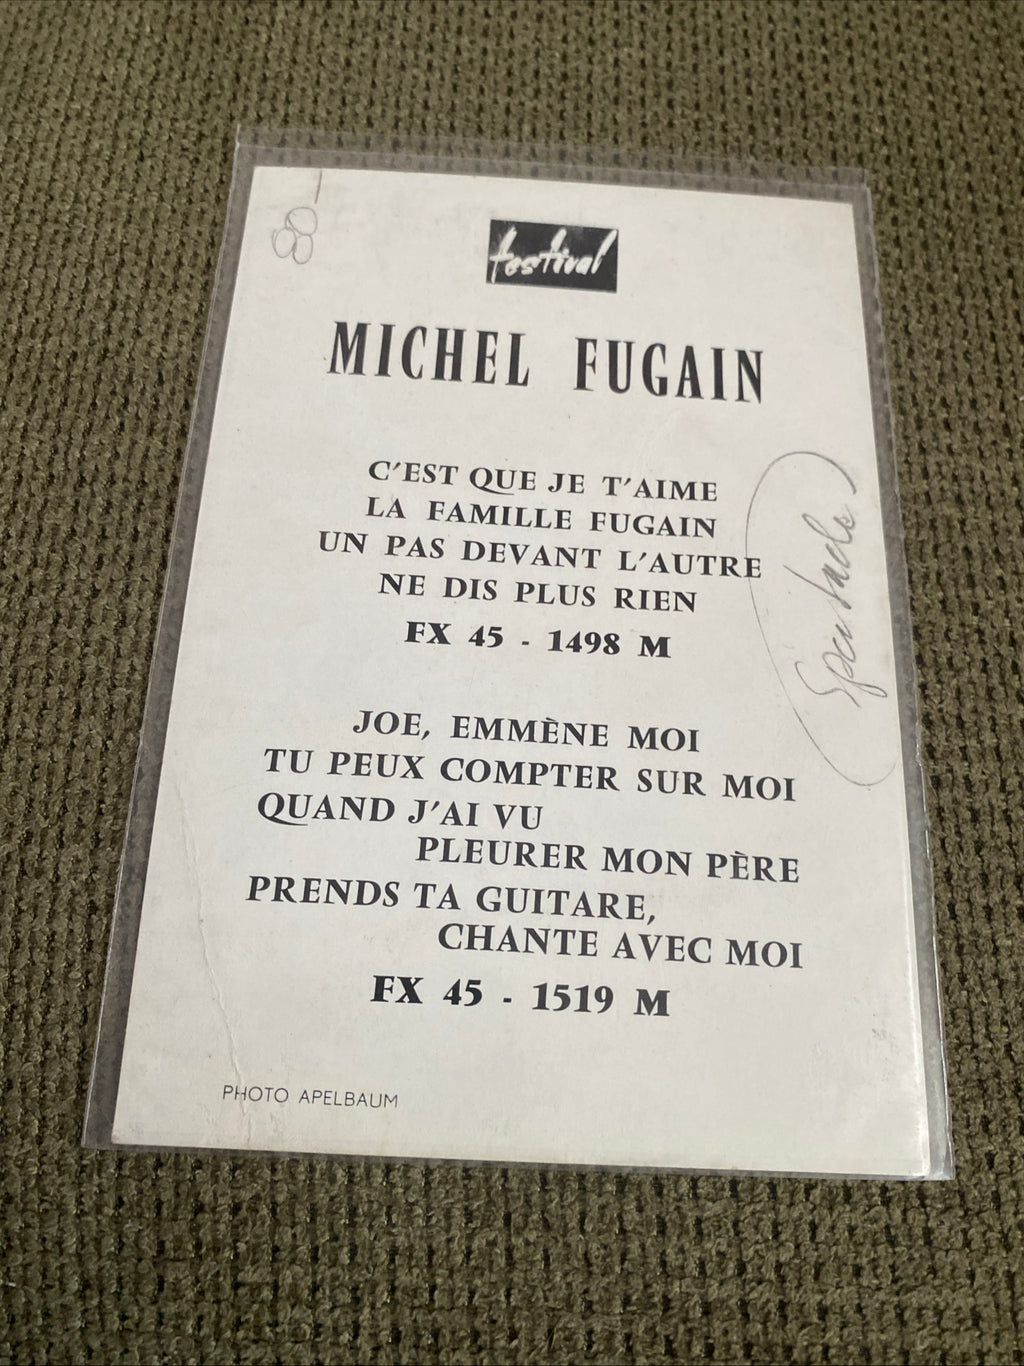 festival
MICHEL FUGAIN
C'EST QUE JE T'AIME
LA FAMILLE FUGAIN
UN PAS DEVANT L'AUTRE
NE DIS PLUS RIEN
FX 45 - 1498 M
JOE, EMMÈNE MOI
TU PEUX COMPTER SUR MOI
QUAND J'AI VU
PLEURER MON PÈRE
PRENDS TA GUITARE,
CHANTE AVEC MOI
FX 45 - 1519 M
PHOTO APELBAUM